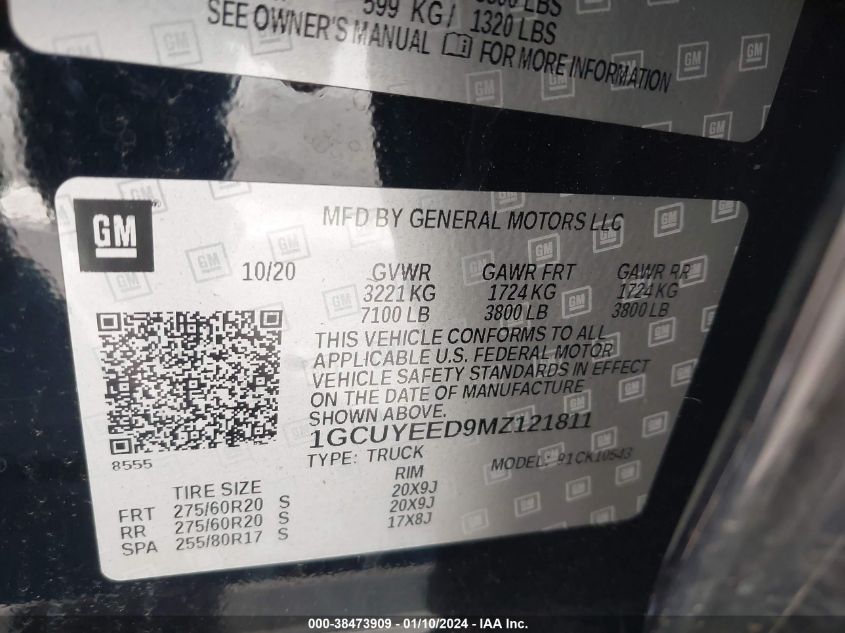 599 KG/ 1320 LBS
SEE OWNER'S MANUAL FOR MORE INFORMATION
GM
MFD BY GENERAL MOTORS LLC
10/20 GVWR GAWR FRT GAWR RR
3221 KG 1724 KG 1724 KG
7100 LB 3800 LB 3800 LB
THIS VEHICLE CONFORMS TO ALL
APPLICABLE U.S. FEDERAL MOTOR
VEHICLE SAFETY STANDARDS IN EFFECT
ON THE DATE OF MANUFACTURE
SHOWN ABOVE.
1GCUYEED9MZ121811
8555
TYPE: TRUCK MODEL: 91CK10543
TIRE SIZE RIM
FRT 275/60R20 S 20X9J
RR 275/60R20 S 20X9J
SPA 255/80R17 S 17X8J
000-38473909 - 01/10/2024 - IAA Inc.